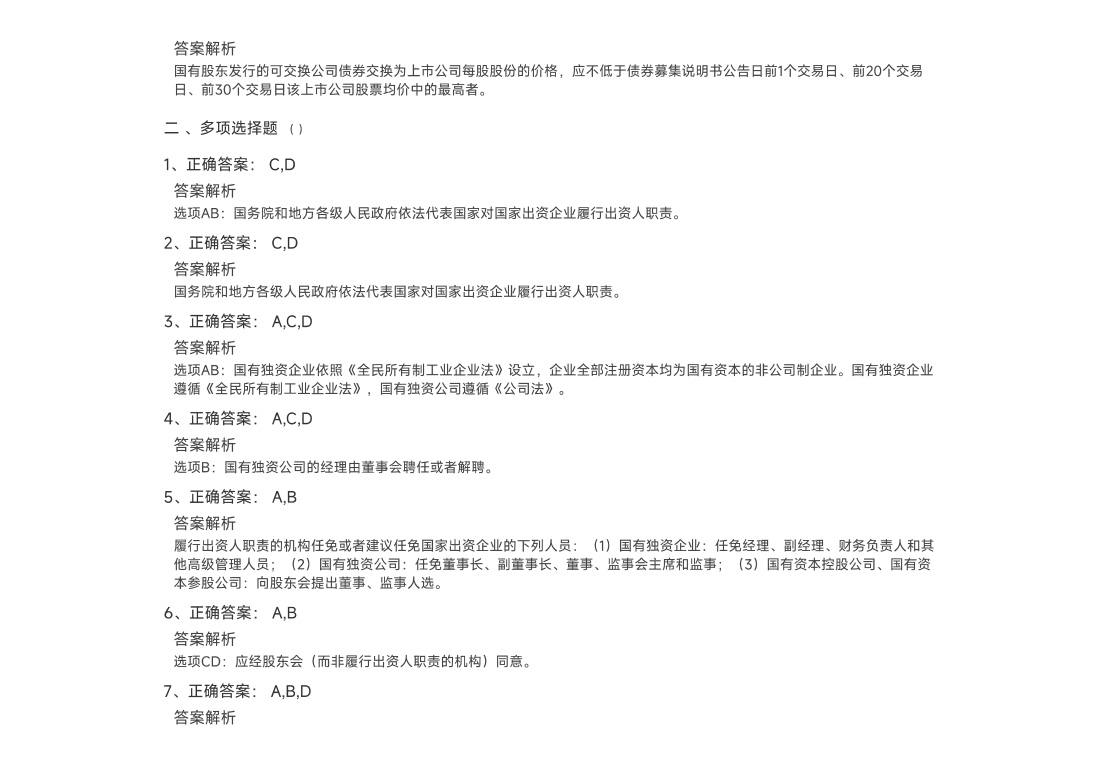 答案解析
国有股东发行的可交换公司债券交换为上市公司每股股份的价格，应不低于债券募集说明书公告日前1个交易日、前20个交易
日、前30个交易日该上市公司股票均价中的最高者。
二 、多项选择题 （ ）
1、正确答案： C,D
答案解析
选项AB：国务院和地方各级人民政府依法代表国家对国家出资企业履行出资人职责。
2、正确答案： C,D
答案解析
国务院和地方各级人民政府依法代表国家对国家出资企业履行出资人职责。
3、正确答案： A,C,D
答案解析
选项AB：国有独资企业依照《全民所有制工业企业法》设立，企业全部注册资本均为国有资本的非公司制企业。国有独资企业
遵循《全民所有制工业企业法》，国有独资公司遵循《公司法》。
4、正确答案： A,C,D
答案解析
选项B：国有独资公司的经理由董事会聘任或者解聘。
5、正确答案： A,B
答案解析
履行出资人职责的机构任免或者建议任免国家出资企业的下列人员：（1）国有独资企业：任免经理、副经理、财务负责人和其
他高级管理人员；（2）国有独资公司：任免董事长、副董事长、董事、监事会主席和监事；（3）国有资本控股公司、国有资
本参股公司：向股东会提出董事、监事人选。
6、正确答案： A,B
答案解析
选项CD：应经股东会（而非履行出资人职责的机构）同意。
7、正确答案： A,B,D
答案解析